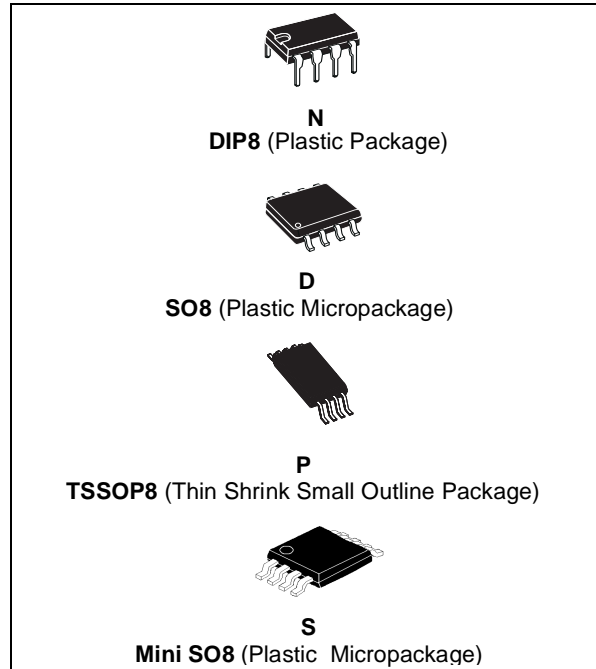 N
DIP8 (Plastic Package)
D
SO8 (Plastic Micropackage)
P
TSSOP8 (Thin Shrink Small Outline Package)
S
Mini SO8 (Plastic Micropackage)